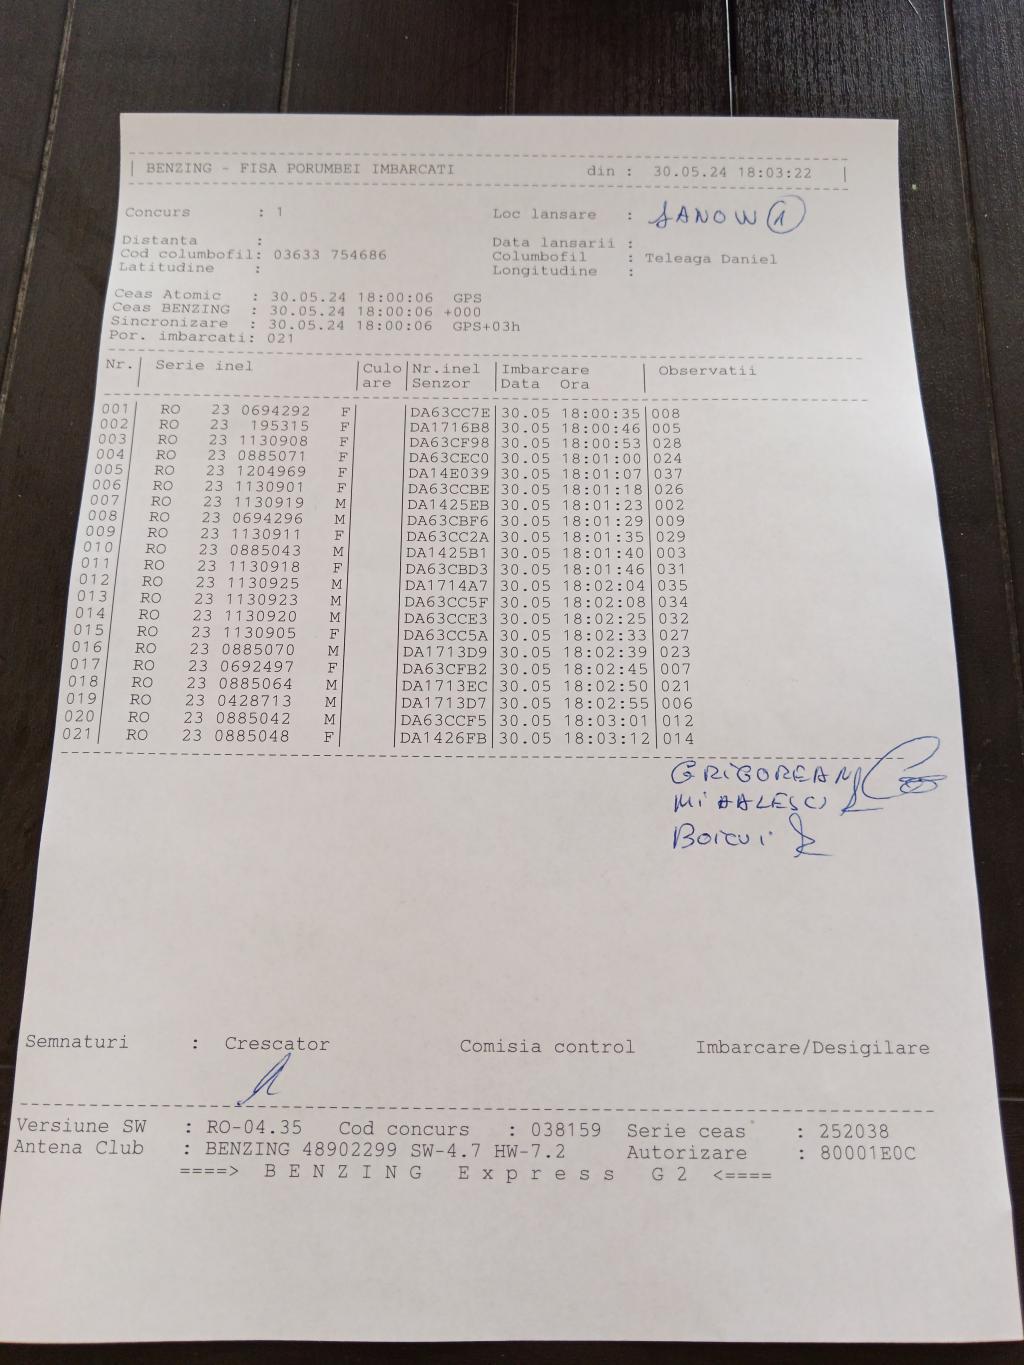 BENZING - FISA PORUMBEI IMBARCATI din : 30.05.24 18:03:22
Concurs : 1 Loc lansare : SANOW 1
Distanta : Data lansarii :
Cod columbofil: 03633 754686 Columbofil : Teleaga Daniel
Latitudine : Longitudine :
Ceas Atomic : 30.05.24 18:00:06 GPS
Ceas BENZING : 30.05.24 18:00:06 +000
Sincronizare : 30.05.24 18:00:06 GPS+03h
Por. imbarcati: 021
Nr. | Serie inel | Culo | Nr.inel | Imbarcare | Observatii
are | Senzor | Data Ora
001 RO 23 0694292 F DA63CC7E 30.05 18:00:35 008
002 RO 23 195315 F DA1716B8 30.05 18:00:46 005
003 RO 23 1130908 F DA63CF98 30.05 18:00:53 028
004 RO 23 0885071 F DA63CEC0 30.05 18:01:00 024
005 RO 23 1204969 F DA14E039 30.05 18:01:07 037
006 RO 23 1130901 F DA63CCBE 30.05 18:01:18 026
007 RO 23 1130919 M DA1425EB 30.05 18:01:23 002
008 RO 23 0694296 M DA63CBF6 30.05 18:01:29 009
009 RO 23 1130911 F DA63CC2A 30.05 18:01:35 029
010 RO 23 0885043 M DA1425B1 30.05 18:01:40 003
011 RO 23 1130918 F DA63CBD3 30.05 18:01:46 031
012 RO 23 1130925 M DA1714A7 30.05 18:02:04 035
013 RO 23 1130923 M DA63CC5F 30.05 18:02:08 034
014 RO 23 1130920 M DA63CCE3 30.05 18:02:25 032
015 RO 23 1130905 F DA63CC5A 30.05 18:02:33 027
016 RO 23 0885070 M DA1713D9 30.05 18:02:39 023
017 RO 23 0692497 F DA63CFB2 30.05 18:02:45 007
018 RO 23 0885064 M DA1713EC 30.05 18:02:50 021
019 RO 23 0428713 M DA1713D7 30.05 18:02:55 006
020 RO 23 0885042 M DA63CCF5 30.05 18:03:01 012
021 RO 23 0885048 F DA1426FB 30.05 18:03:12 014
GRIGOREAN
MIHALESCU
Semnaturi : Crescator Comisia control Imbarcare/Desigilare
Versiune SW : RO-04.35 Cod concurs : 038159 Serie ceas : 252038
Antena Club : BENZING 48902299 SW-4.7 HW-7.2 Autorizare : 80001E0C
====> B E N Z I N G E x p r e s s G 2 <====